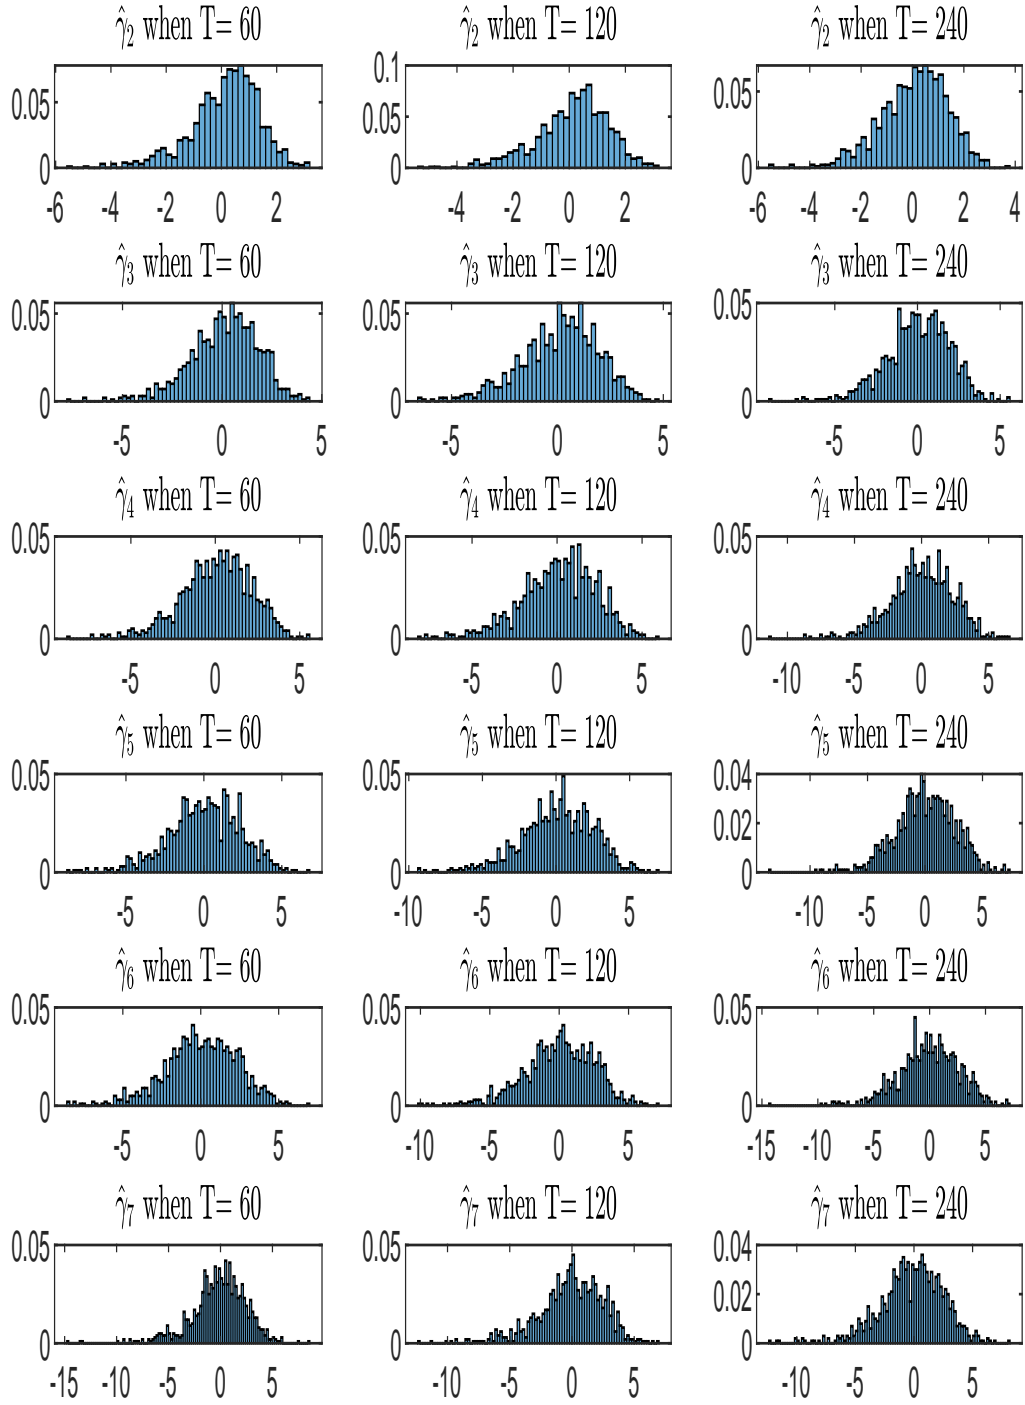 γ̂₂ when T= 60 γ̂₂ when T= 120 γ̂₂ when T= 240
0.05 0 0.1 0.05 0 0.05 0
-6 -4 -2 0 2 -4 -2 0 2 -6 -4 -2 0 2 4
γ̂₃ when T= 60 γ̂₃ when T= 120 γ̂₃ when T= 240
0.05 0 0.05 0 0.05 0
-5 0 5 -5 0 5 -5 0 5
γ̂₄ when T= 60 γ̂₄ when T= 120 γ̂₄ when T= 240
0.05 0 0.05 0 0.05 0
-5 0 5 -5 0 5 -10 -5 0 5
γ̂₅ when T= 60 γ̂₅ when T= 120 γ̂₅ when T= 240
0.05 0 0.05 0 0.04 0.02 0
-5 0 5 -10 -5 0 5 -10 -5 0 5
γ̂₆ when T= 60 γ̂₆ when T= 120 γ̂₆ when T= 240
0.05 0 0.05 0 0.05 0
-5 0 5 -10 -5 0 5 -15 -10 -5 0 5
γ̂₇ when T= 60 γ̂₇ when T= 120 γ̂₇ when T= 240
0.05 0 0.05 0 0.04 0.02 0
-15 -10 -5 0 5 -10 -5 0 5 -10 -5 0 5